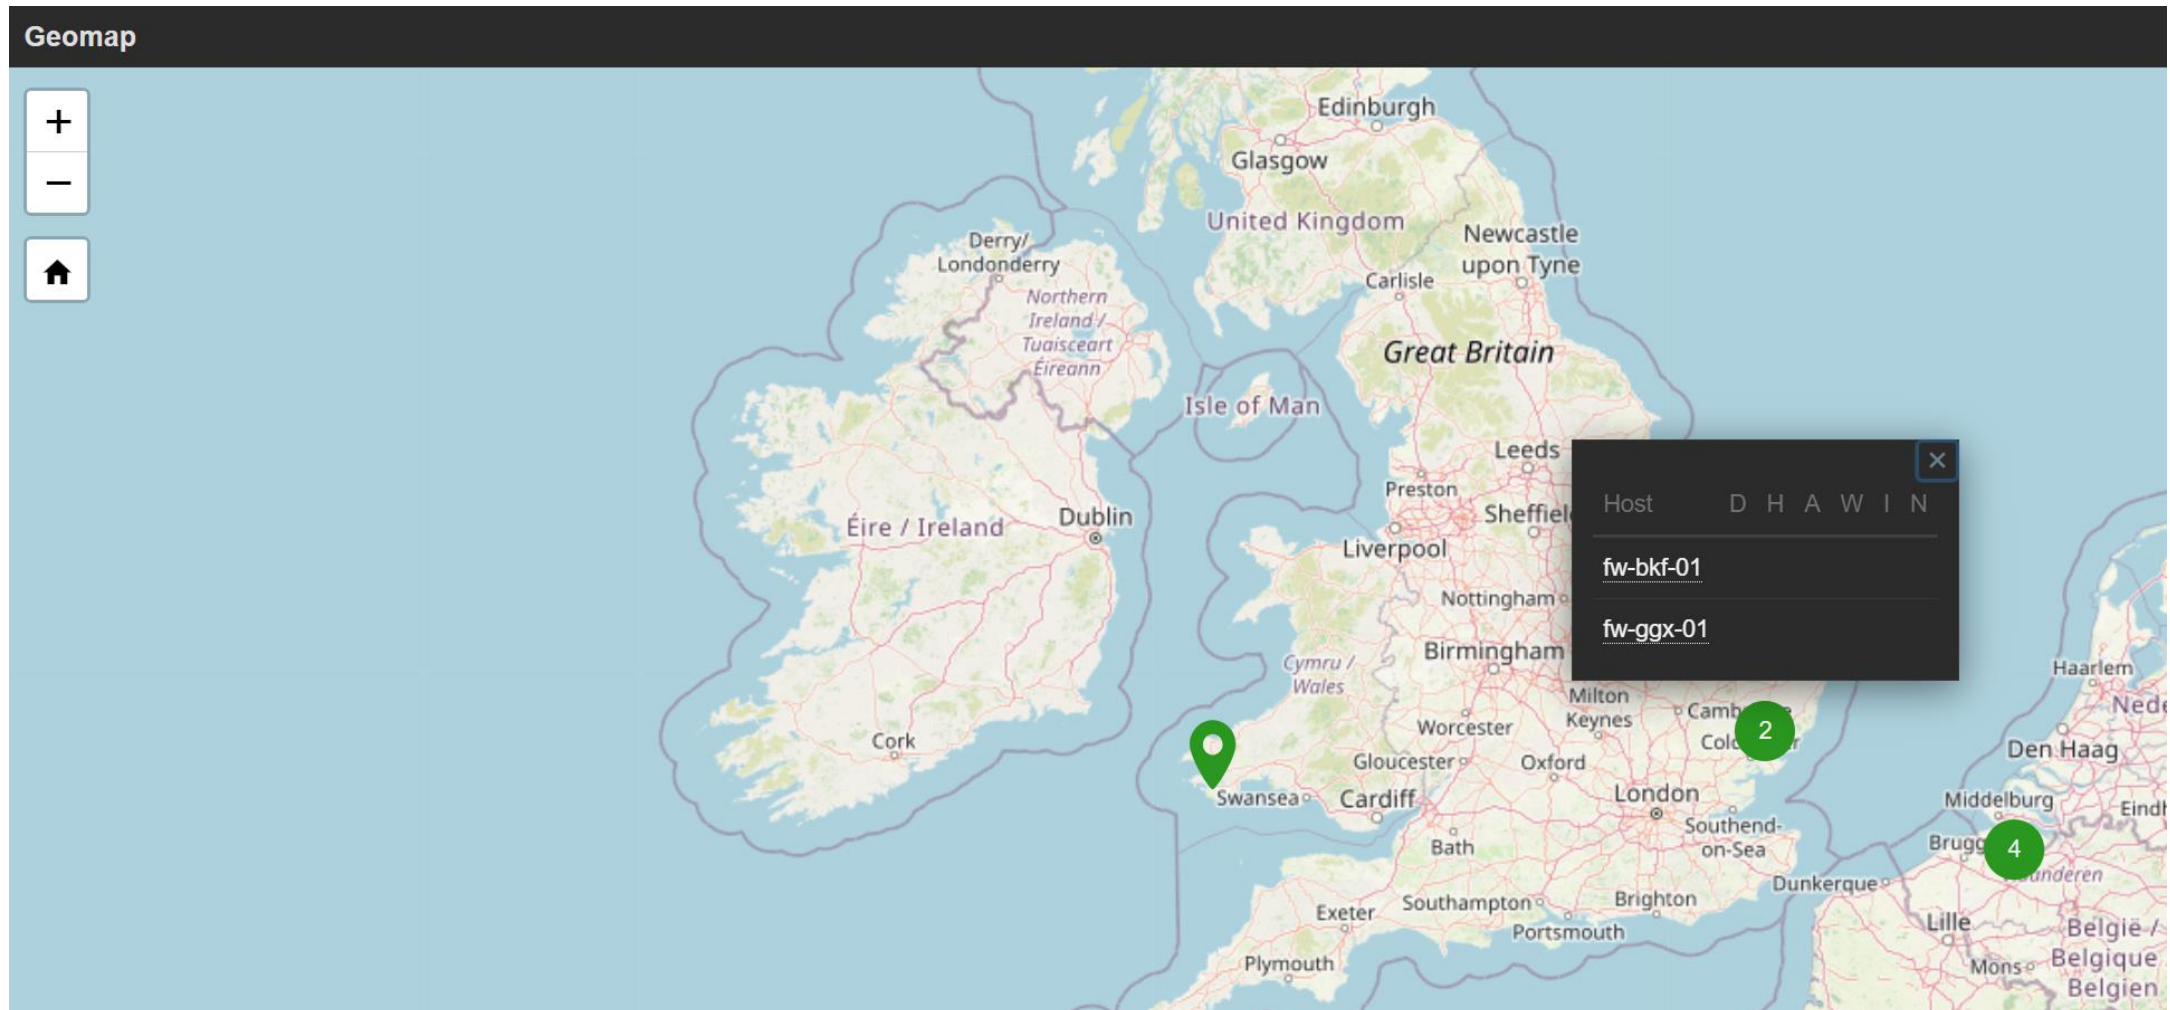 Geomap
+
−
Edinburgh
Glasgow
United Kingdom
Newcastle
upon Tyne
Derry/
Londonderry
Carlisle
Northern
Ireland /
Tuaisceart
Éireann
Great Britain
Isle of Man
Leeds
Preston
Éire / Ireland
Dublin
Liverpool
Nottingham
Birmingham
Host D H A W I N
fw-bkf-01
fw-ggx-01
Cymru /
Wales
Milton
Keynes
Haarlem
Worcester
2
Cork
Gloucester
Oxford
Den Haag
Swansea
Cardiff
London
Middelburg
Southend-
on-Sea
Bath
4
Dunkerque
Exeter
Southampton
Brighton
Portsmouth
Lille
België /
Belgique
Belgien
Plymouth
Mons